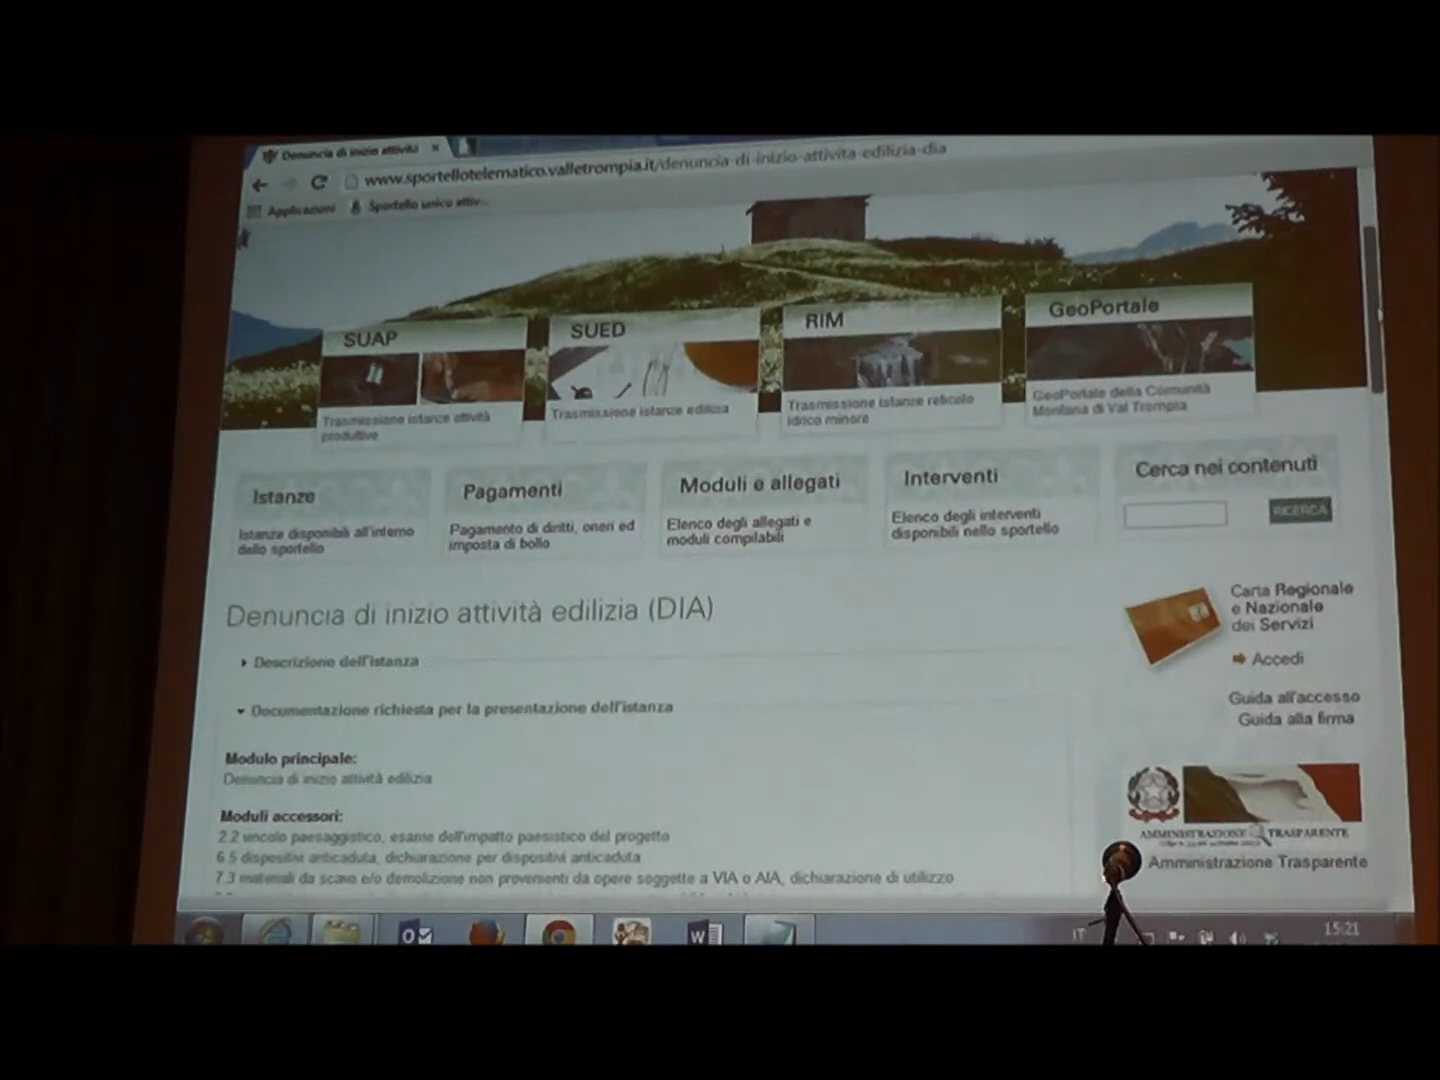 Denuncia di inizio attività
www.sportellotelematico.valletrompia.it/denuncia-di-inizio-attivita-edilizia-dia
Applicazioni Sportello unico attiv...
SUAP
Trasmissione istanze attività
produttive
SUED
Trasmissione istanze edilizia
RIM
Trasmissione istanze reticolo
idrico minore
GeoPortale
GeoPortale della Comunità
Montana di Val Trompia
Istanze
Istanze disponibili all'interno
dello sportello
Pagamenti
Pagamento di diritti, oneri ed
imposta di bollo
Moduli e allegati
Elenco degli allegati e
moduli compilabili
Interventi
Elenco degli interventi
disponibili nello sportello
Cerca nei contenuti
RICERCA
Denuncia di inizio attività edilizia (DIA)
Descrizione dell'istanza
Documentazione richiesta per la presentazione dell'istanza
Modulo principale:
Denuncia di inizio attività edilizia
Moduli accessori:
2.2 vincolo paesaggistico, esame dell'impatto paesistico del progetto
6.5 dispositivi anticaduta, dichiarazione per dispositivi anticaduta
7.3 materiali da scavo e/o demolizione non provenienti da opere soggette a VIA o AIA, dichiarazione di utilizzo
Carta Regionale
e Nazionale
dei Servizi
Accedi
Guida all'accesso
Guida alla firma
AMMINISTRAZIONE TRASPARENTE
Amministrazione Trasparente
IT
15:21